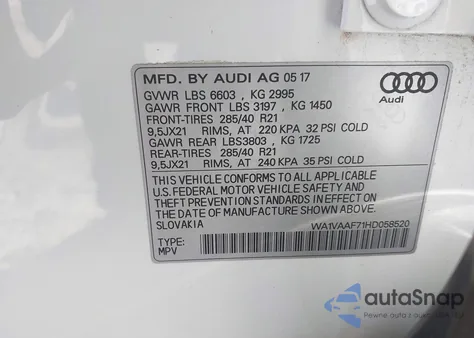 MFD. BY AUDI AG 05 17
GVWR LBS 6603 , KG 2995
GAWR FRONT LBS 3197 , KG 1450
FRONT-TIRES 285/40 R21
9,5JX21 RIMS, AT 220 KPA 32 PSI COLD
GAWR REAR LBS3803 , KG 1725
REAR-TIRES 285/40 R21
9,5JX21 RIMS, AT 240 KPA 35 PSI COLD
Audi
THIS VEHICLE CONFORMS TO ALL APPLICABLE
U.S. FEDERAL MOTOR VEHICLE SAFETY AND
THEFT PREVENTION STANDARDS IN EFFECT ON
THE DATE OF MANUFACTURE SHOWN ABOVE.
SLOVAKIA
WA1VAAF71HD058520
TYPE:
MPV
autoSnap
Pewne auta z